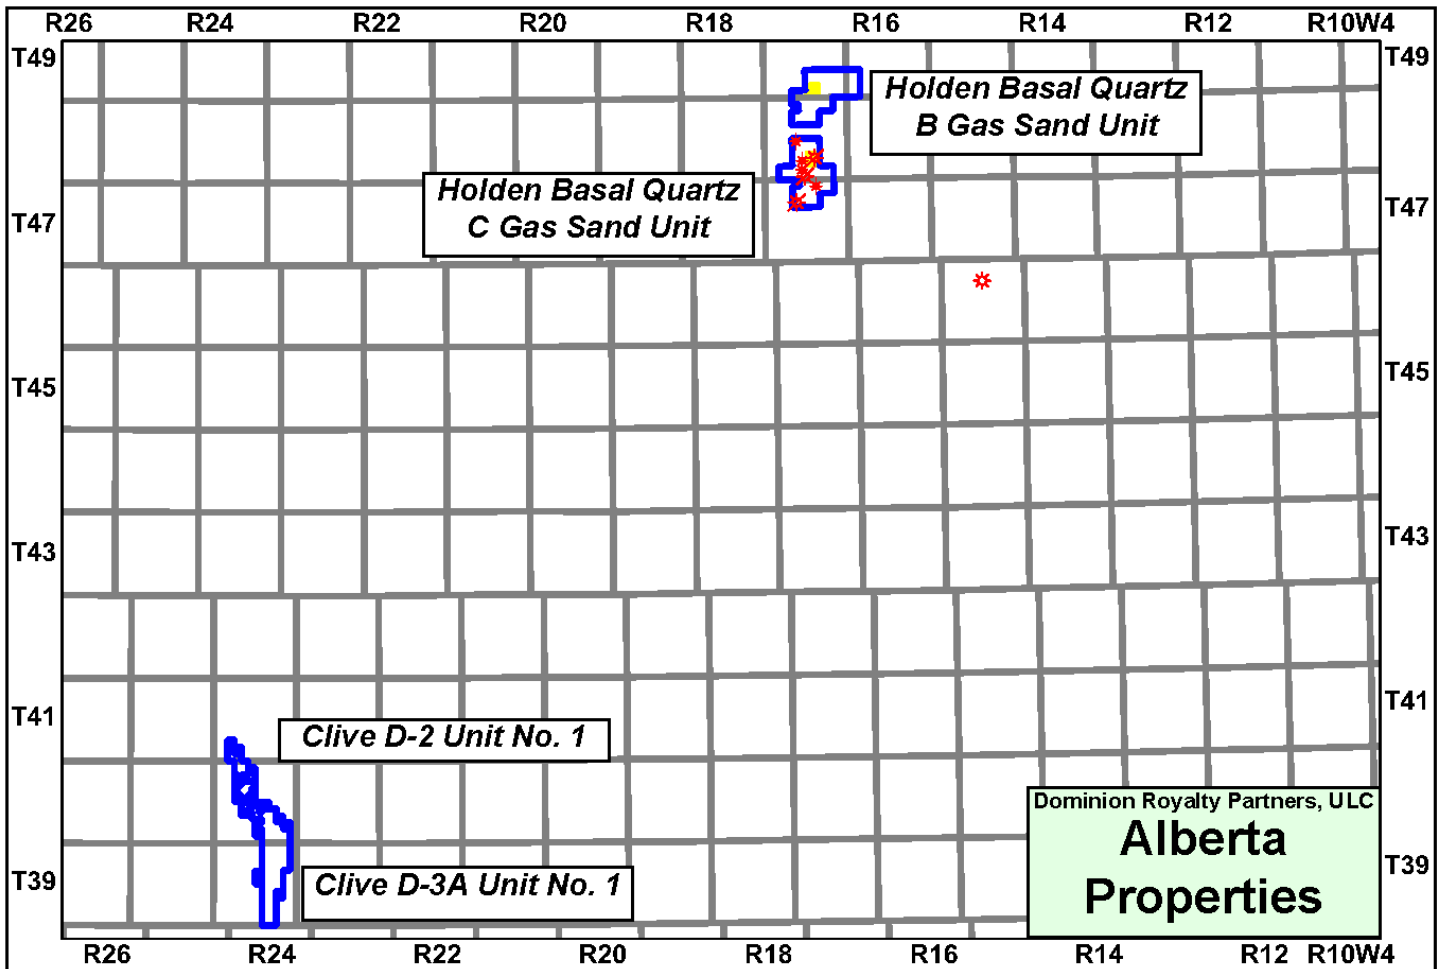 R26 R24 R22 R20 R18 R16 R14 R12 R10W4
T49 T49
Holden Basal Quartz
B Gas Sand Unit
Holden Basal Quartz
C Gas Sand Unit
T47 T47
T45 T45
T43 T43
T41 T41
Clive D-2 Unit No. 1
Dominion Royalty Partners, ULC
Alberta
Properties
T39 T39
Clive D-3A Unit No. 1
R26 R24 R22 R20 R18 R16 R14 R12 R10W4